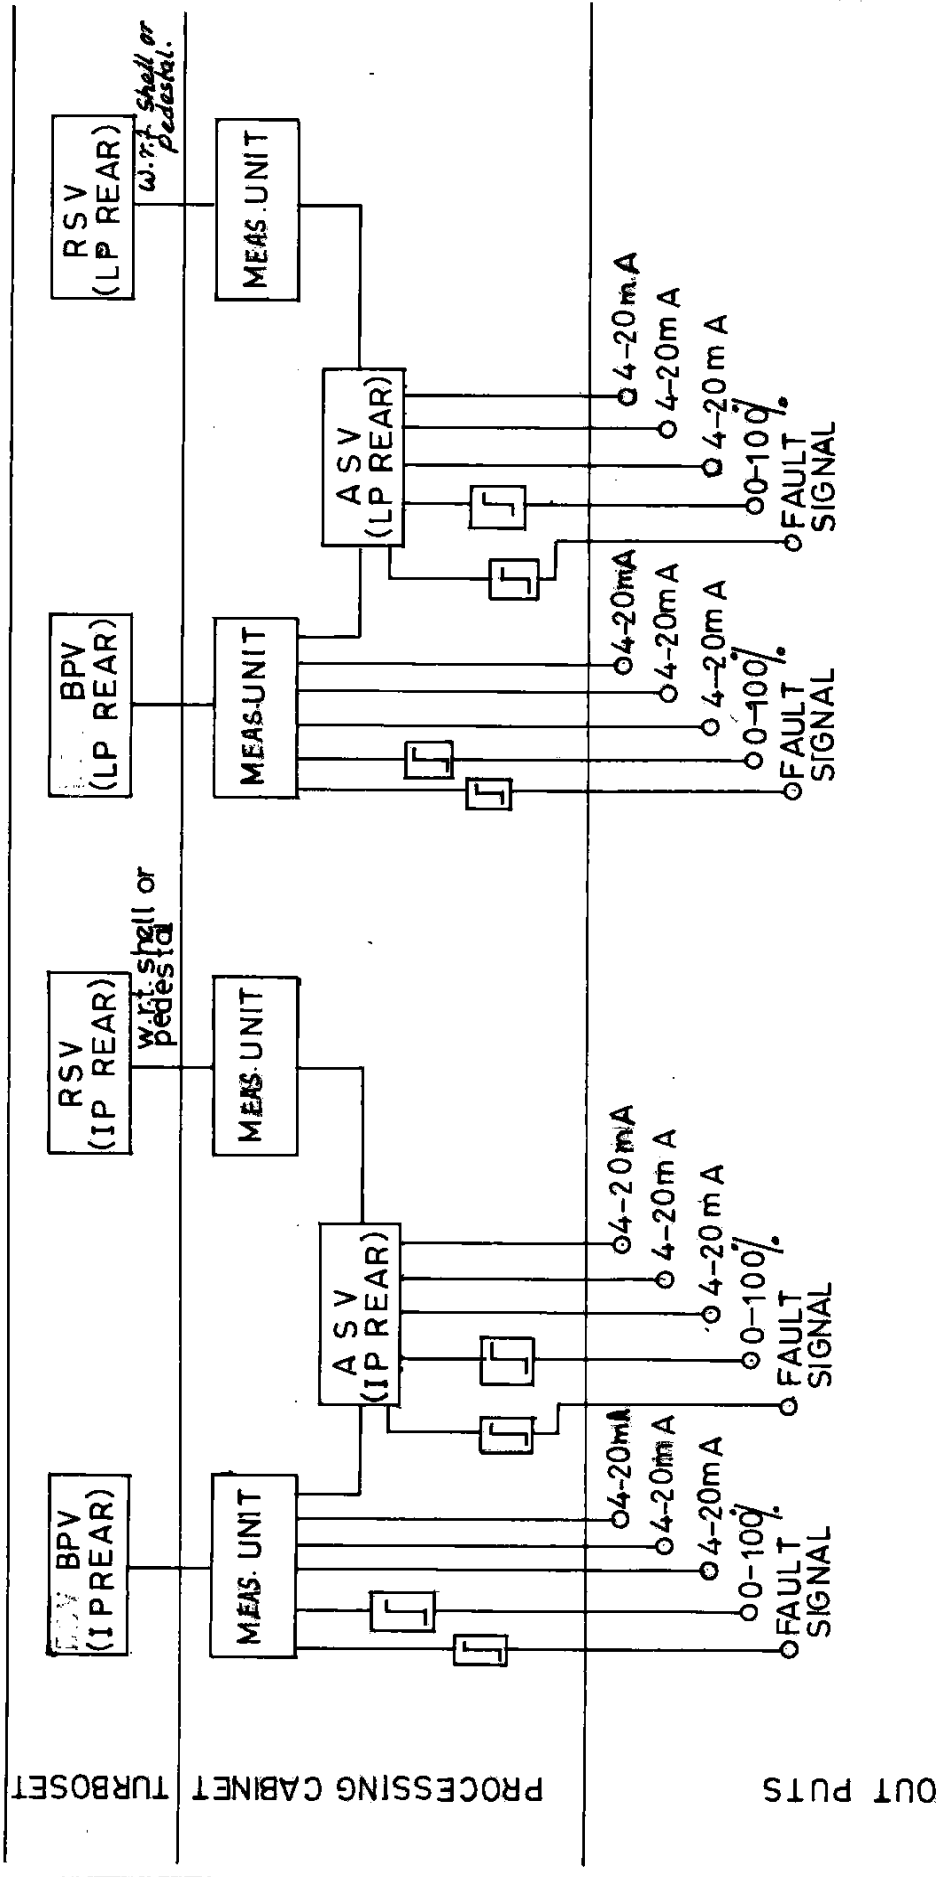 TURBOSET
BPV
(IP REAR)
RSV
(IP REAR)
w.r.t. shell or
pedestal
BPV
(LP REAR)
RSV
(LP REAR)
w.r.t. shell or
pedestal.
PROCESSING CABINET
MEAS. UNIT
MEAS. UNIT
MEAS. UNIT
MEAS. UNIT
A S V
(IP REAR)
A S V
(LP REAR)
OUT PUTS
4-20mA
4-20mA
4-20mA
0-100%
FAULT
SIGNAL
4-20mA
4-20mA
4-20mA
0-100%
FAULT
SIGNAL
4-20mA
4-20mA
4-20mA
0-100%
FAULT
SIGNAL
4-20mA
4-20mA
4-20mA
0-100%
FAULT
SIGNAL